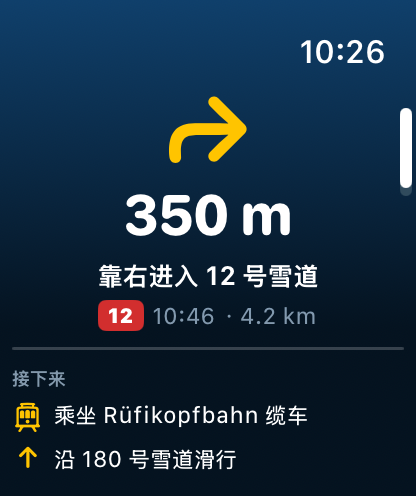 10:26
350 m
靠右进入 12 号雪道
12 10:46 · 4.2 km
接下来
乘坐 Rüfikopfbahn 缆车
沿 180 号雪道滑行